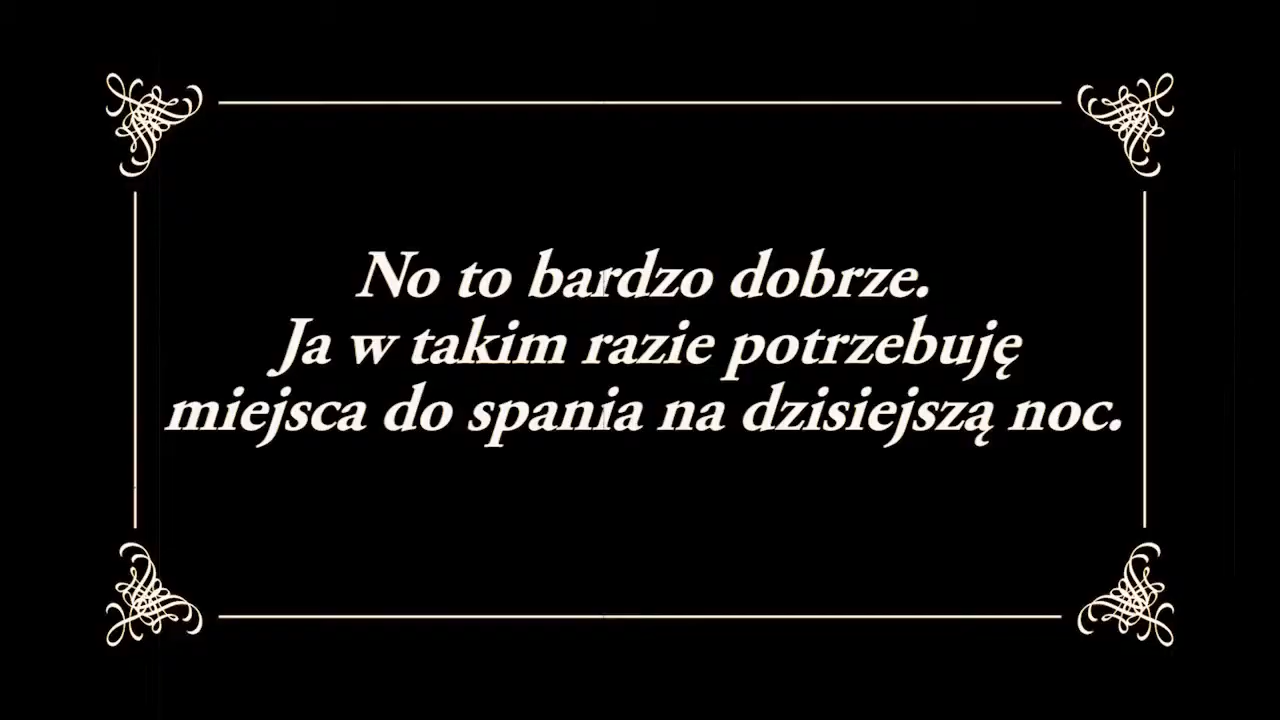 No to bardzo dobrze.
Ja w takim razie potrzebuję
miejsca do spania na dzisiejszą noc.